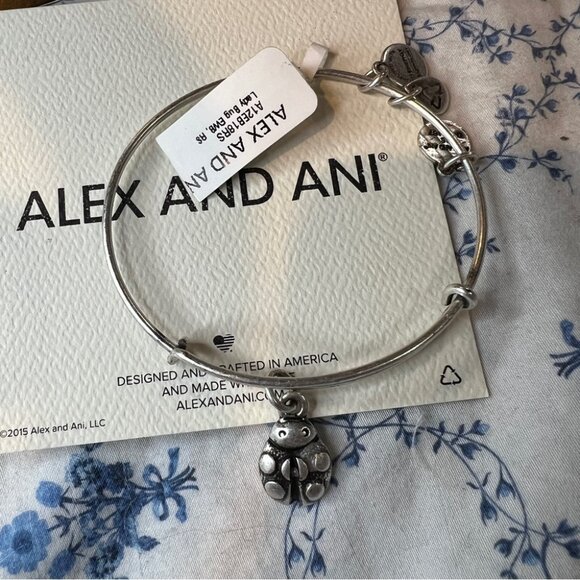 ALEX AND ANI
A12EB18RS
Lady Bug EWB, RS
ALEX AND ANI®
DESIGNED AND CRAFTED IN AMERICA
AND MADE WITH
ALEXANDANI.CO
©2015 Alex and Ani, LLC